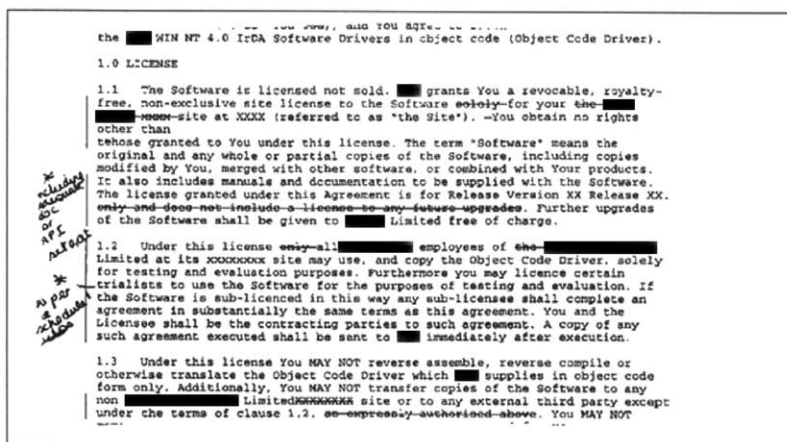 and You agree to
the WIN NT 4.0 IrDA Software Drivers in object code (Object Code Driver).
1.0 LICENSE
1.1 The Software is licensed not sold. grants You a revocable, royalty-
free, non-exclusive site license to the Software solely for your the
XXXX site at XXXX (referred to as "the Site"). You obtain no rights
other than
tehose granted to You under this license. The term "Software" means the
original and any whole or partial copies of the Software, including copies
modified by You, merged with other software, or combined with Your products.
It also includes manuals and documentation to be supplied with the Software.
The license granted under this Agreement is for Release Version XX Release XX.
only and does not include a license to any future upgrades. Further upgrades
of the Software shall be given to Limited free of charge.
1.2 Under this license only all employees of the
Limited at its xxxxxxxx site may use, and copy the Object Code Driver, solely
for testing and evaluation purposes. Furthermore you may licence certain
trialists to use the Software for the purposes of testing and evaluation. If
the Software is sub-licenced in this way any sub-licensee shall complete an
agreement in substantially the same terms as this agreement. You and the
Licensee shall be the contracting parties to such agreement. A copy of any
such agreement executed shall be sent to immediately after execution.
1.3 Under this license You MAY NOT reverse assemble, reverse compile or
otherwise translate the Object Code Driver which supplies in object code
form only. Additionally, You MAY NOT transfer copies of the Software to any
non Limited XXXXXXXX site or to any external third party except
under the terms of clause 1.2. as expressly authorised above. You MAY NOT
*
including
doc
or
API
*
as per
schedule